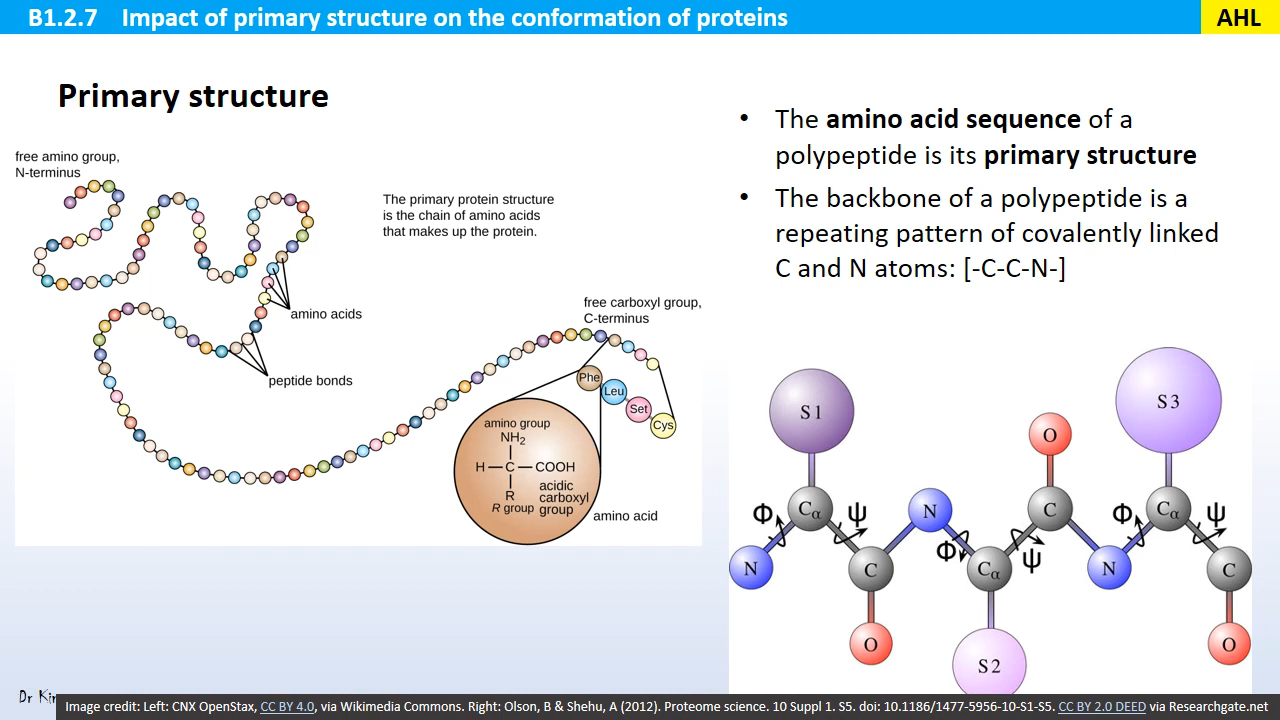 B1.2.7 Impact of primary structure on the conformation of proteins
AHL
Primary structure
free amino group,
N-terminus
The primary protein structure
is the chain of amino acids
that makes up the protein.
amino acids
peptide bonds
free carboxyl group,
C-terminus
Phe
Leu
Set
Cys
amino group
NH₂
H—C—COOH
R
acidic
carboxyl
group
R group
amino acid
• The amino acid sequence of a
polypeptide is its primary structure
• The backbone of a polypeptide is a
repeating pattern of covalently linked
C and N atoms: [-C-C-N-]
S1
S3
O
Φ
Cα
Ψ
N
C
Φ
Cα
Ψ
N
C
N
Φ
Cα
Ψ
C
O
S2
O
Dr
Image credit: Left: CNX OpenStax, CC BY 4.0, via Wikimedia Commons. Right: Olson, B & Shehu, A (2012). Proteome science. 10 Suppl 1. S5. doi: 10.1186/1477-5956-10-S1-S5. CC BY 2.0 DEED via Researchgate.net